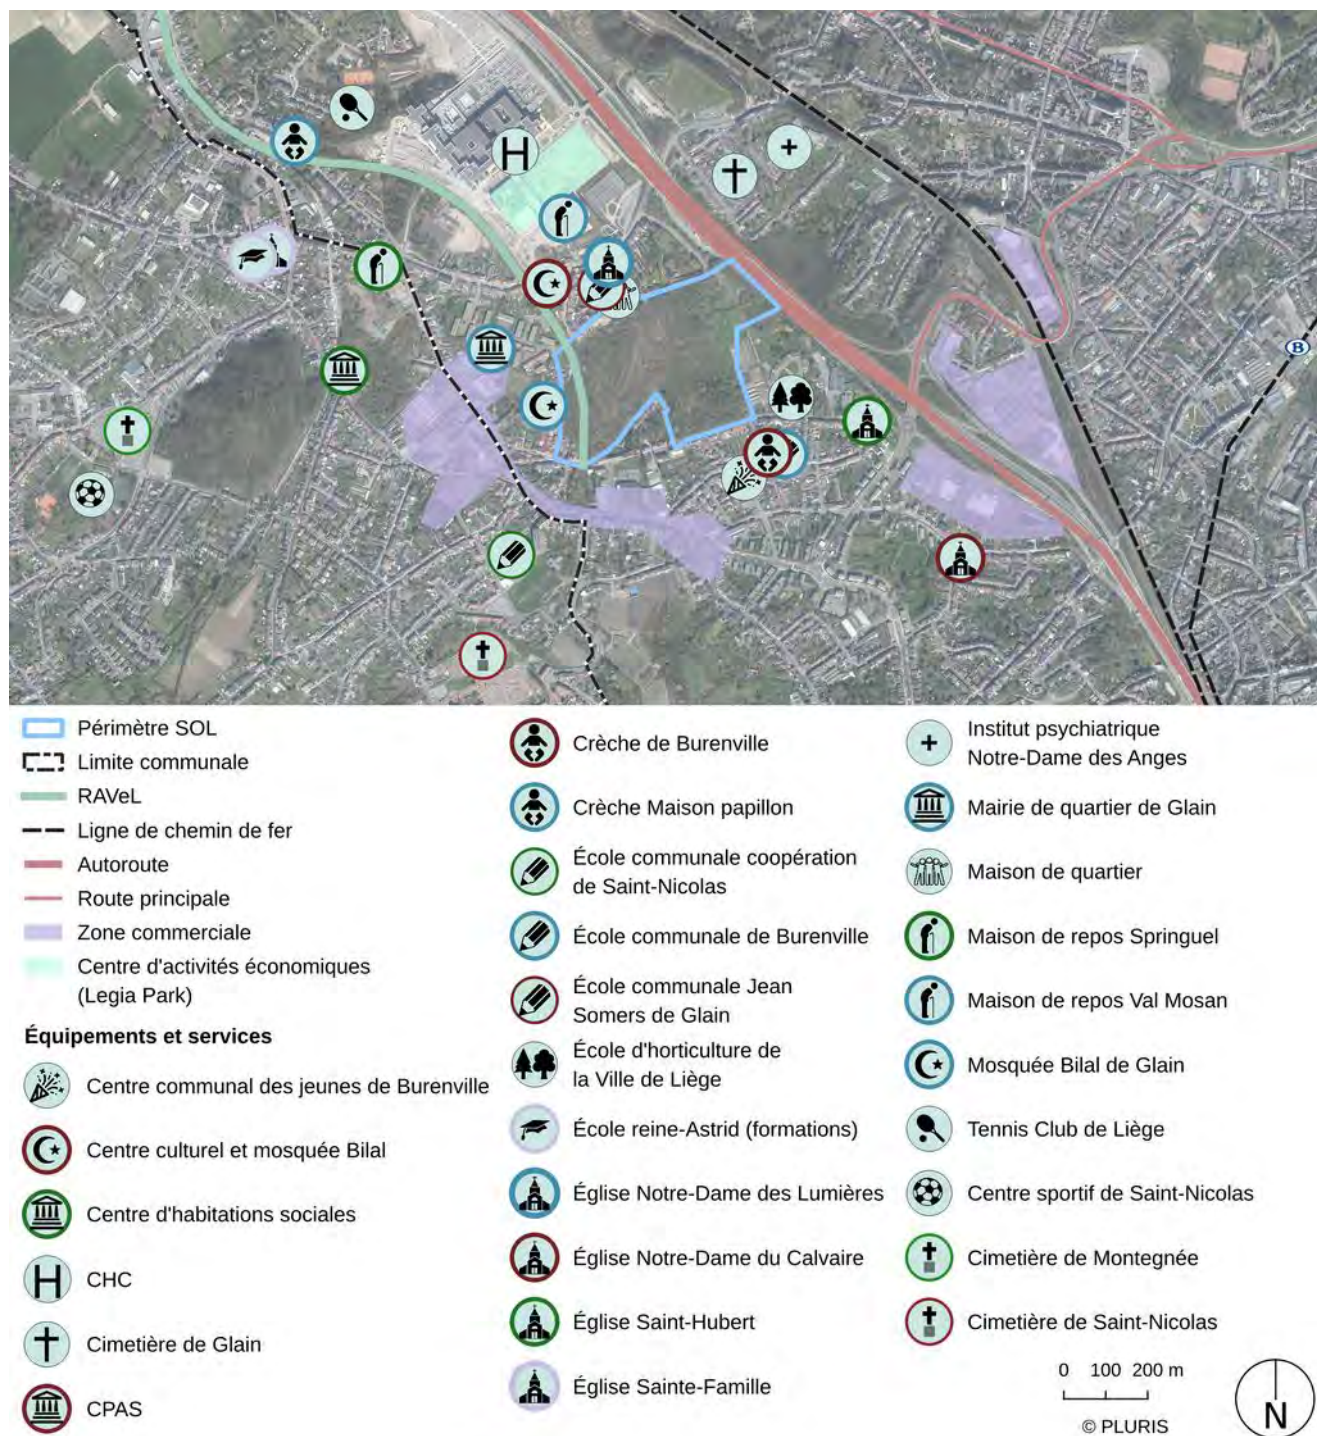 H
B
Périmètre SOL
Limite communale
RAVeL
Ligne de chemin de fer
Autoroute
Route principale
Zone commerciale
Centre d'activités économiques
(Legia Park)
Équipements et services
Centre communal des jeunes de Burenville
Centre culturel et mosquée Bilal
Centre d'habitations sociales
H
CHC
Cimetière de Glain
CPAS
Crèche de Burenville
Crèche Maison papillon
École communale coopération
de Saint-Nicolas
École communale de Burenville
École communale Jean
Somers de Glain
École d'horticulture de
la Ville de Liège
École reine-Astrid (formations)
Église Notre-Dame des Lumières
Église Notre-Dame du Calvaire
Église Saint-Hubert
Église Sainte-Famille
Institut psychiatrique
Notre-Dame des Anges
Mairie de quartier de Glain
Maison de quartier
Maison de repos Springuel
Maison de repos Val Mosan
Mosquée Bilal de Glain
Tennis Club de Liège
Centre sportif de Saint-Nicolas
Cimetière de Montegnée
Cimetière de Saint-Nicolas
0 100 200 m
© PLURIS
N